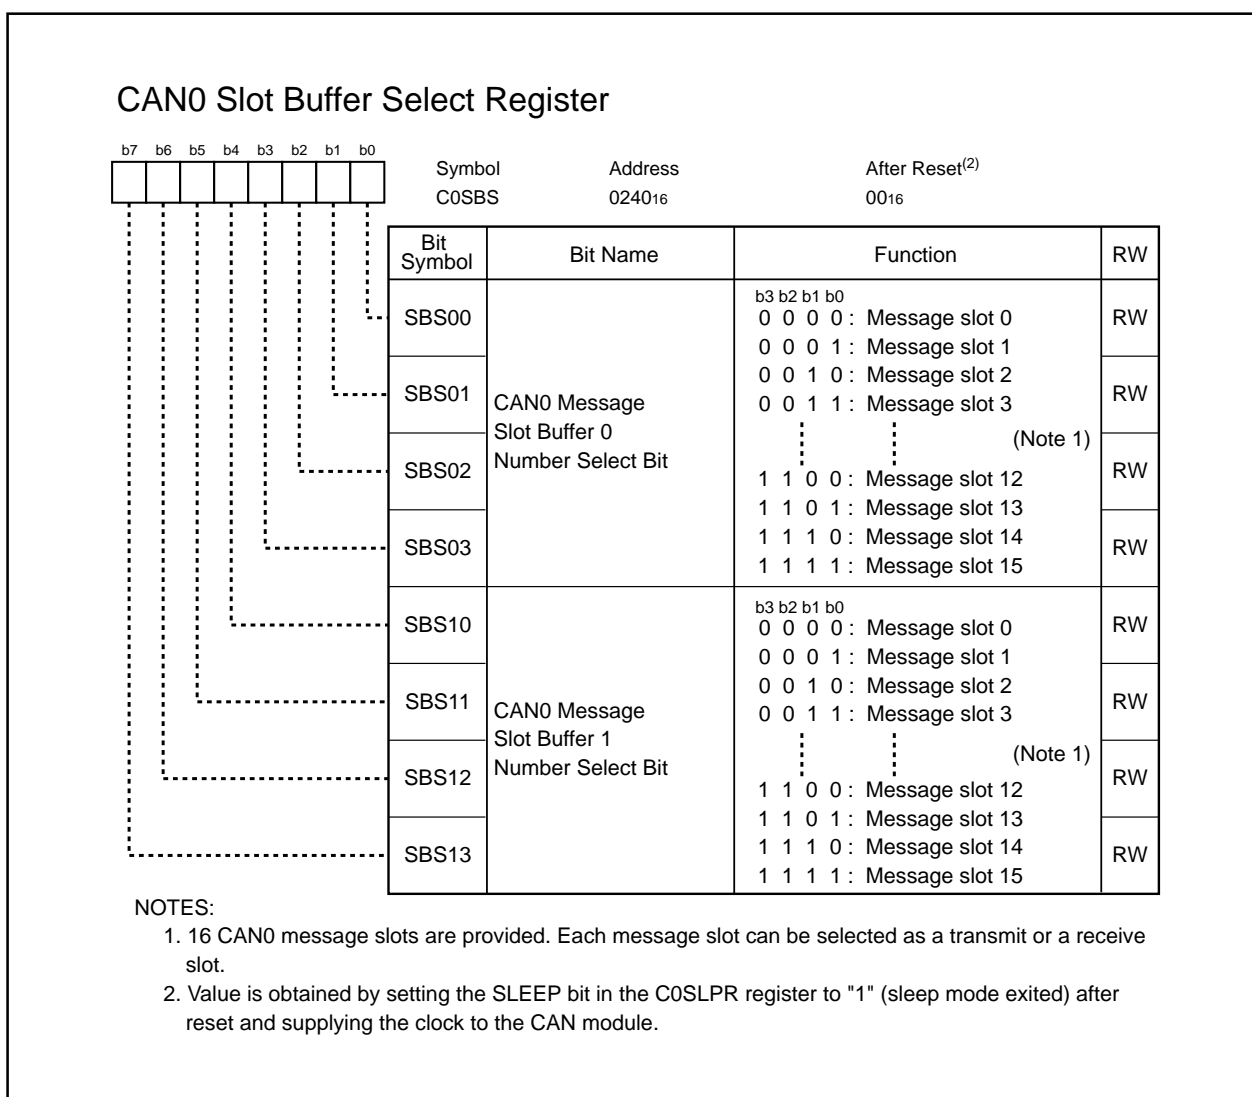 CAN0 Slot Buffer Select Register
b7 b6 b5 b4 b3 b2 b1 b0
Symbol Address After Reset(2)
C0SBS 024016 0016
Bit Symbol Bit Name Function RW
SBS00 RW
SBS01 RW
SBS02 RW
SBS03 RW
CAN0 Message
Slot Buffer 0
Number Select Bit
b3 b2 b1 b0
0 0 0 0 : Message slot 0
0 0 0 1 : Message slot 1
0 0 1 0 : Message slot 2
0 0 1 1 : Message slot 3
(Note 1)
1 1 0 0 : Message slot 12
1 1 0 1 : Message slot 13
1 1 1 0 : Message slot 14
1 1 1 1 : Message slot 15
SBS10 RW
SBS11 RW
SBS12 RW
SBS13 RW
CAN0 Message
Slot Buffer 1
Number Select Bit
b3 b2 b1 b0
0 0 0 0 : Message slot 0
0 0 0 1 : Message slot 1
0 0 1 0 : Message slot 2
0 0 1 1 : Message slot 3
(Note 1)
1 1 0 0 : Message slot 12
1 1 0 1 : Message slot 13
1 1 1 0 : Message slot 14
1 1 1 1 : Message slot 15
NOTES:
1. 16 CAN0 message slots are provided. Each message slot can be selected as a transmit or a receive
slot.
2. Value is obtained by setting the SLEEP bit in the C0SLPR register to "1" (sleep mode exited) after
reset and supplying the clock to the CAN module.